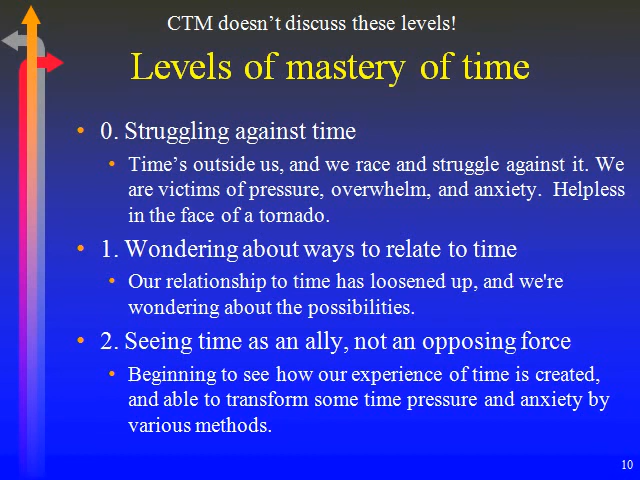 CTM doesn’t discuss these levels!
Levels of mastery of time
• 0. Struggling against time
• Time’s outside us, and we race and struggle against it. We
are victims of pressure, overwhelm, and anxiety.  Helpless
in the face of a tornado.
• 1. Wondering about ways to relate to time
• Our relationship to time has loosened up, and we're
wondering about the possibilities.
• 2. Seeing time as an ally, not an opposing force
• Beginning to see how our experience of time is created,
and able to transform some time pressure and anxiety by
various methods.
10